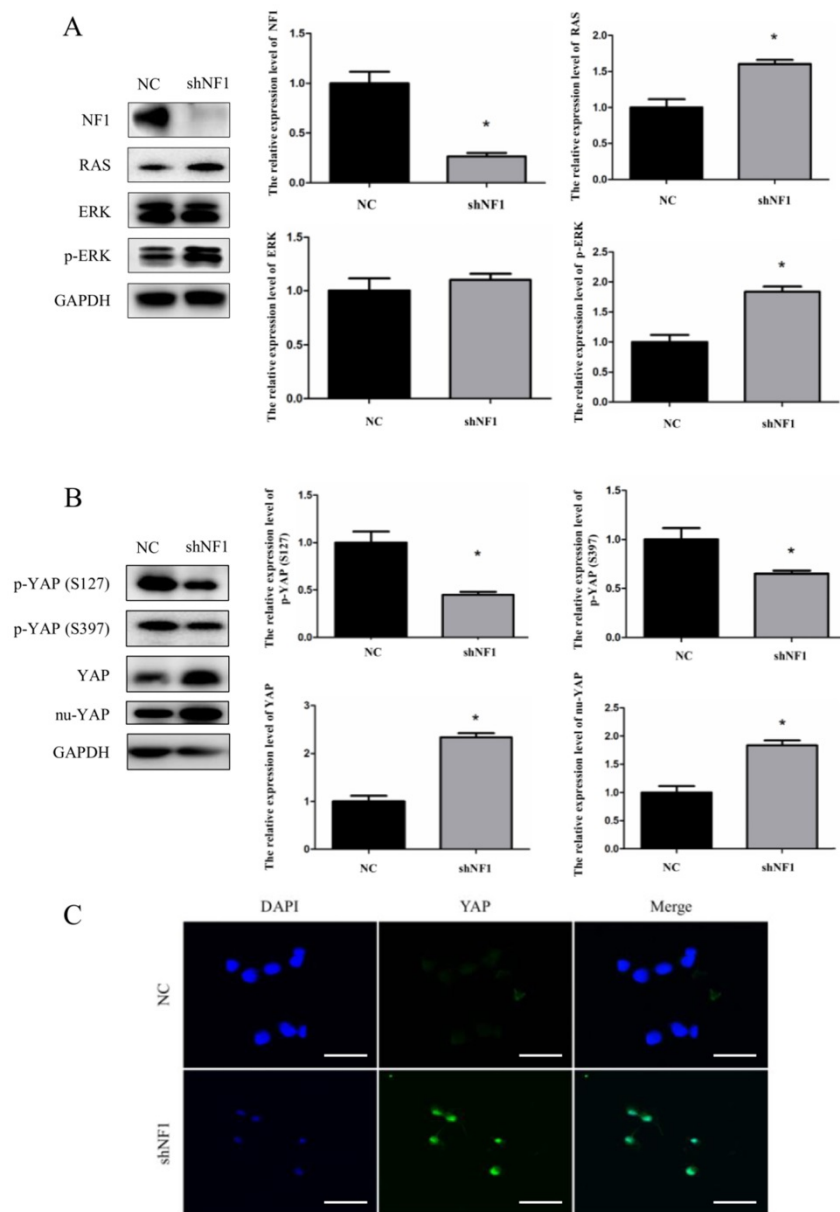 A
NC shNF1
NF1
RAS
ERK
p-ERK
GAPDH
The relative expression level of NF1
1.5
1.0
0.5
0.0
NC
shNF1
*
The relative expression level of RAS
2.0
1.5
1.0
0.5
0.0
NC
shNF1
*
The relative expression level of ERK
1.5
1.0
0.5
0.0
NC
shNF1
The relative expression level of p-ERK
2.5
2.0
1.5
1.0
0.5
0.0
NC
shNF1
*
B
NC shNF1
p-YAP (S127)
p-YAP (S397)
YAP
nu-YAP
GAPDH
The relative expression level of
p-YAP (S127)
1.5
1.0
0.5
0.0
NC
shNF1
*
The relative expression level of
p-YAP (S397)
1.5
1.0
0.5
0.0
NC
shNF1
*
The relative expression level of YAP
3
2
1
0
NC
shNF1
*
The relative expression level of nu-YAP
2.5
2.0
1.5
1.0
0.5
0.0
NC
shNF1
*
C
DAPI YAP Merge
NC
shNF1